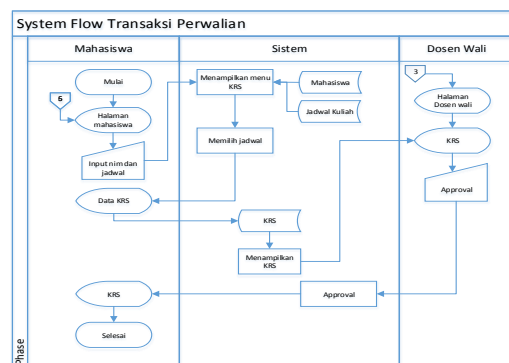 System Flow Transaksi Perwalian
Mahasiswa
Sistem
Dosen Wali
Mulai
6
Halaman
mahasiswa
Input nim dan
jadwal
Data KRS
KRS
Selesai
Menampilkan menu
KRS
Mahasiswa
Jadwal Kuliah
Memilih jadwal
KRS
Menampilkan
KRS
Approval
3
Halaman
Dosen wali
KRS
Approval
Phase